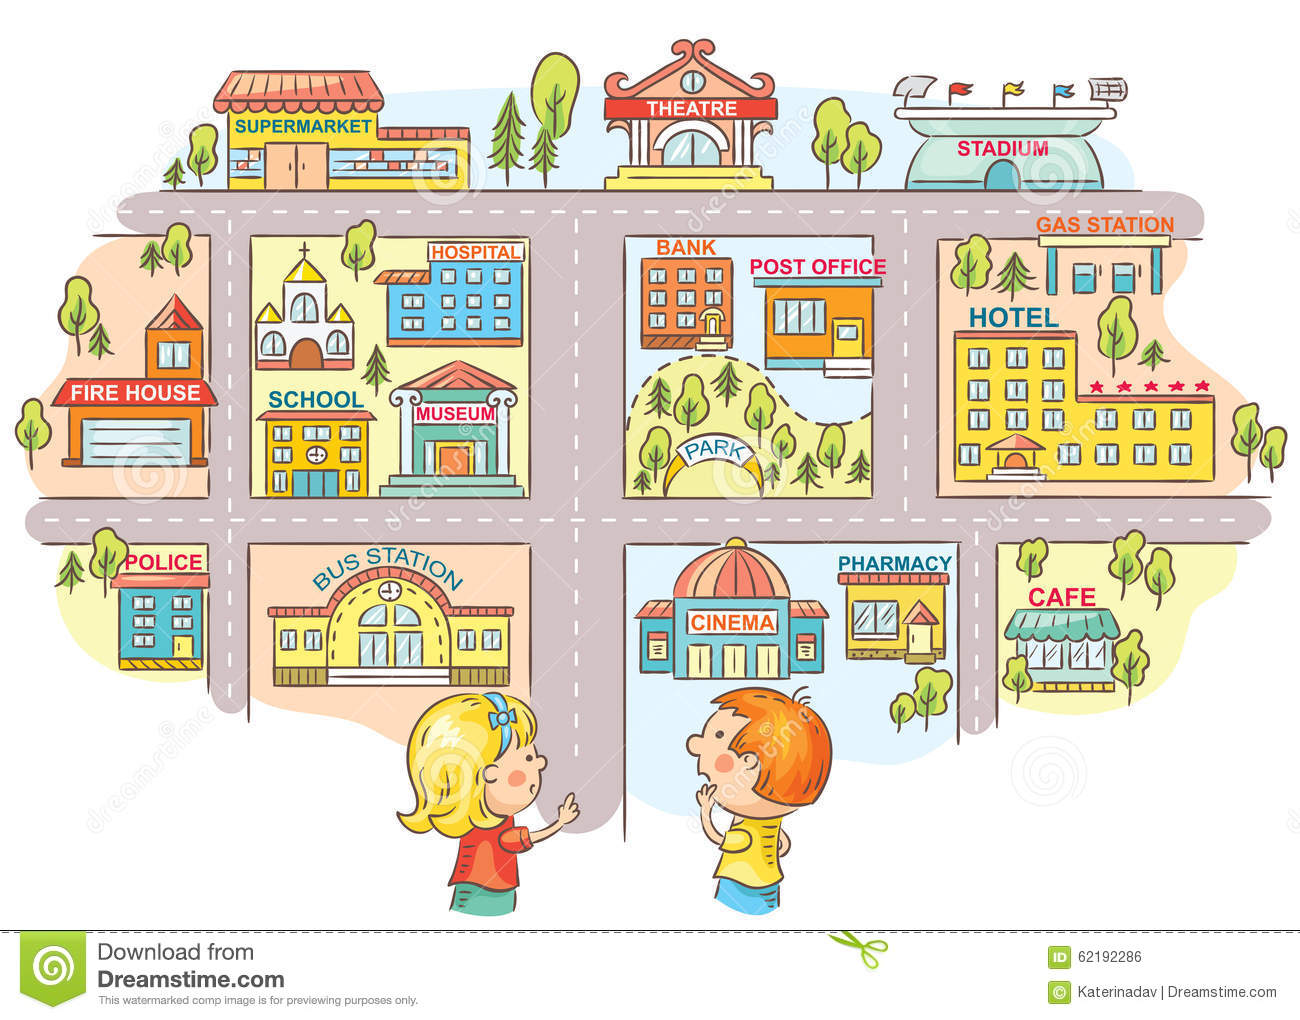 SUPERMARKET
THEATRE
STADIUM
GAS STATION
HOSPITAL
BANK
POST OFFICE
HOTEL
FIRE HOUSE
SCHOOL
MUSEUM
PARK
POLICE
BUS STATION
CINEMA
PHARMACY
CAFE
Download from
Dreamstime.com
This watermarked comp image is for previewing purposes only.
ID 62192286
© Katerinadav | Dreamstime.com